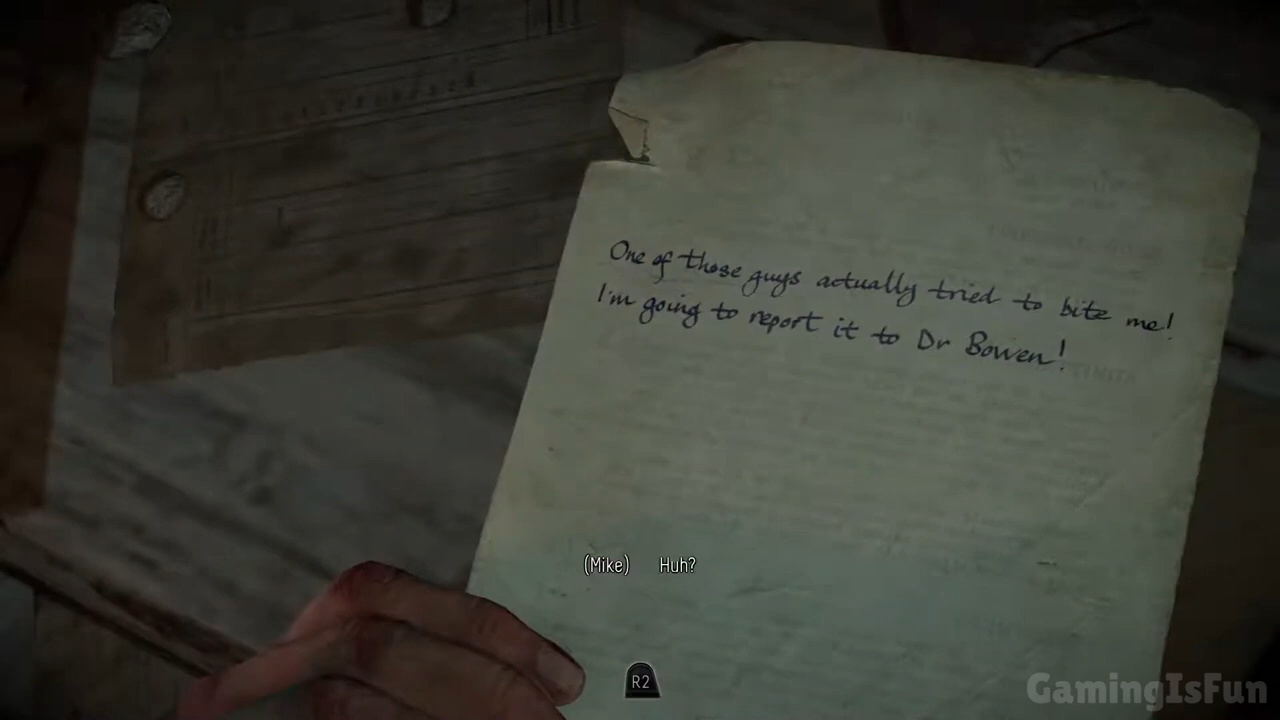 One of those guys actually tried to bite me!
I'm going to report it to Dr Bowen!
(Mike) Huh?
R2
GamingIsFun